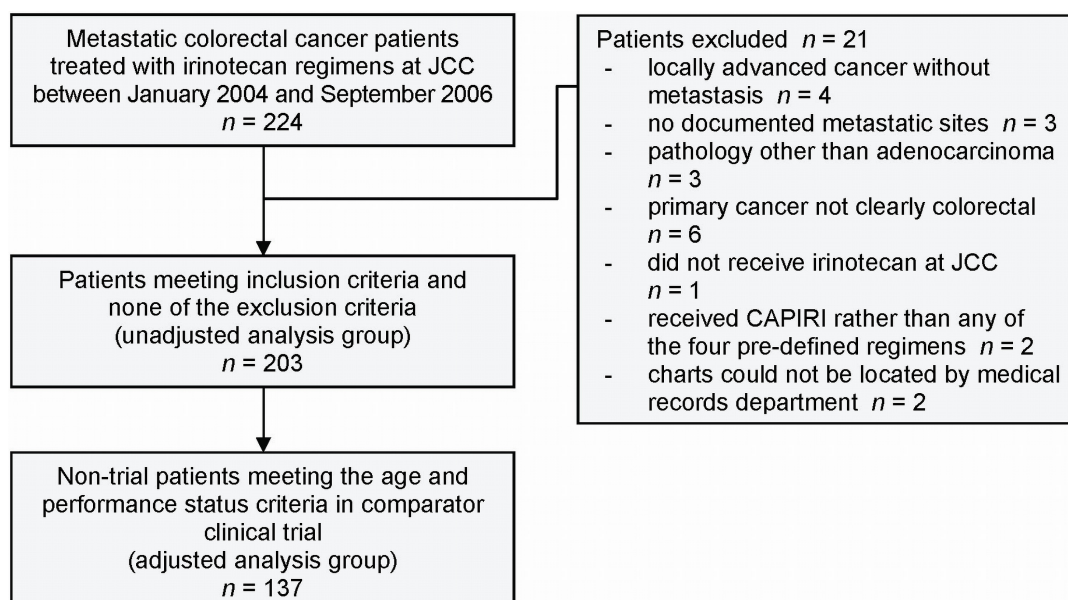 Metastatic colorectal cancer patients
treated with irinotecan regimens at JCC
between January 2004 and September 2006
n = 224
Patients excluded n = 21
- locally advanced cancer without
metastasis n = 4
- no documented metastatic sites n = 3
- pathology other than adenocarcinoma
n = 3
- primary cancer not clearly colorectal
n = 6
- did not receive irinotecan at JCC
n = 1
- received CAPIRI rather than any of
the four pre-defined regimens n = 2
- charts could not be located by medical
records department n = 2
Patients meeting inclusion criteria and
none of the exclusion criteria
(unadjusted analysis group)
n = 203
Non-trial patients meeting the age and
performance status criteria in comparator
clinical trial
(adjusted analysis group)
n = 137